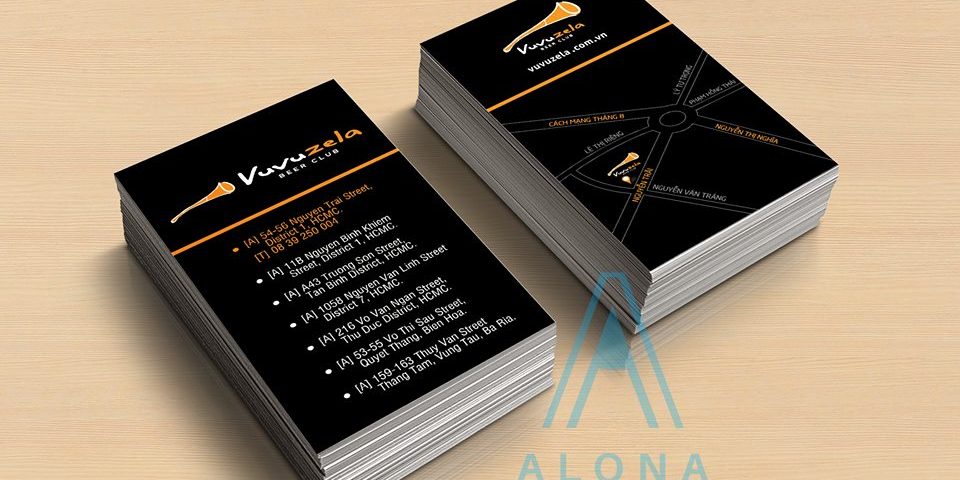 Vuvuzela
BEER CLUB
[A] 54-56 Nguyen Trai Street,
District 1, HCMC.
[T] 08 39 250 004
[A] 11B Nguyen Binh Khiem
Street, District 1, HCMC.
[A] A43 Truong Son Street,
Tan Binh District, HCMC.
[A] 1058 Nguyen Van Linh Street
District 7, HCMC.
[A] 216 Vo Van Ngan Street,
Thu Duc District, HCMC.
[A] 53-55 Vo Thi Sau Street,
Quyet Thang, Bien Hoa.
[A] 159-163 Thuy Van Street
Thang Tam, Vung Tau, Ba Ria.
Vuvuzela
BEER CLUB
vuvuzela.com.vn
LÝ TỰ TRỌNG
PHẠM HỒNG THÁI
CÁCH MẠNG THÁNG 8
NGUYỄN THỊ NGHĨA
LÊ THỊ RIÊNG
NGUYỄN TRÃI
NGUYỄN VĂN TRÁNG
ALONA